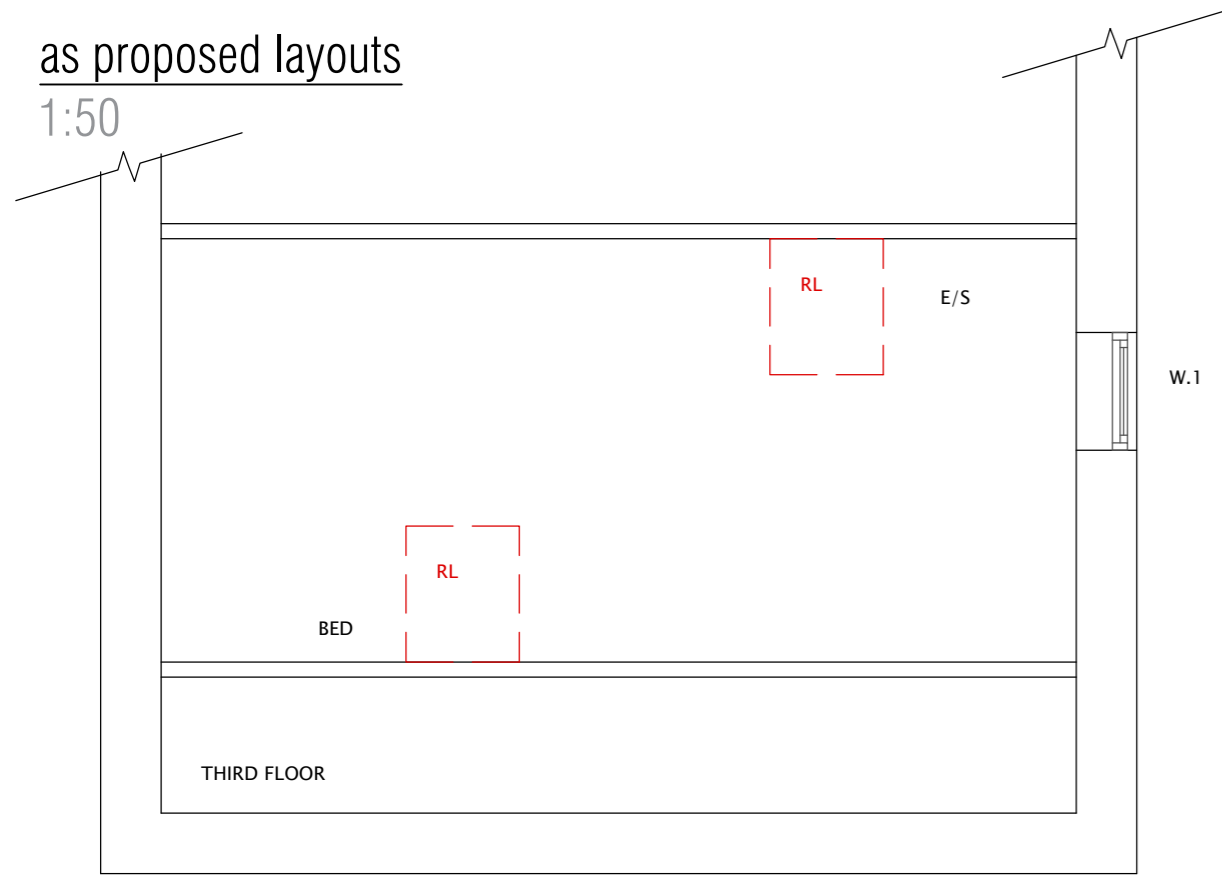 as proposed layouts
1:50
RL
E/S
W.1
RL
BED
THIRD FLOOR